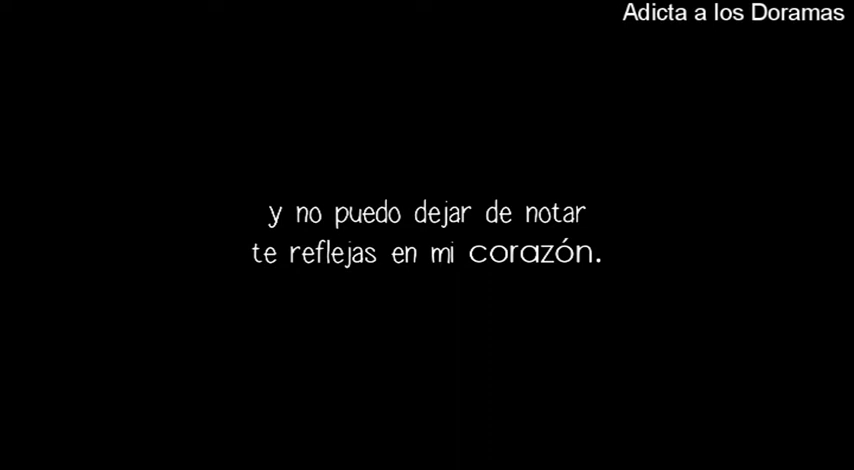 Adicta a los Doramas
y no puedo dejar de notar
te reflejas en mi corazón.